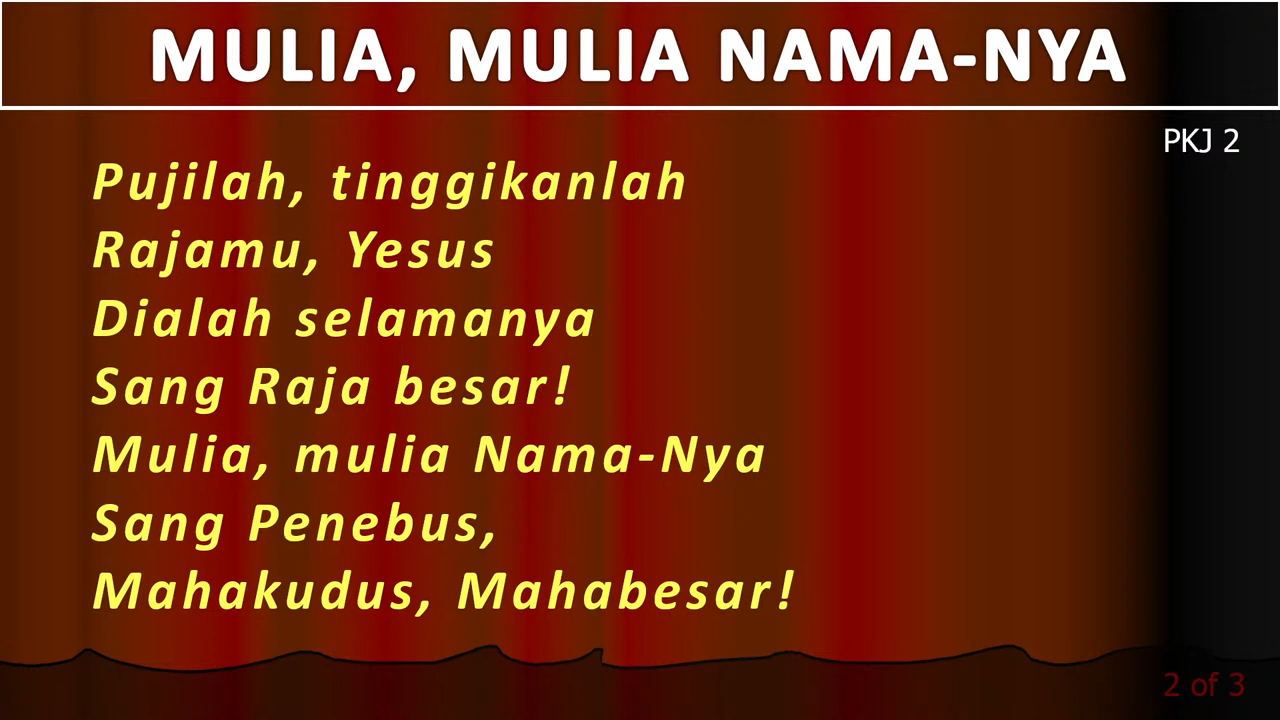 MULIA, MULIA NAMA-NYA
PKJ 2
Pujilah, tinggikanlah
Rajamu, Yesus
Dialah selamanya
Sang Raja besar!
Mulia, mulia Nama-Nya
Sang Penebus,
Mahakudus, Mahabesar!
2 of 3